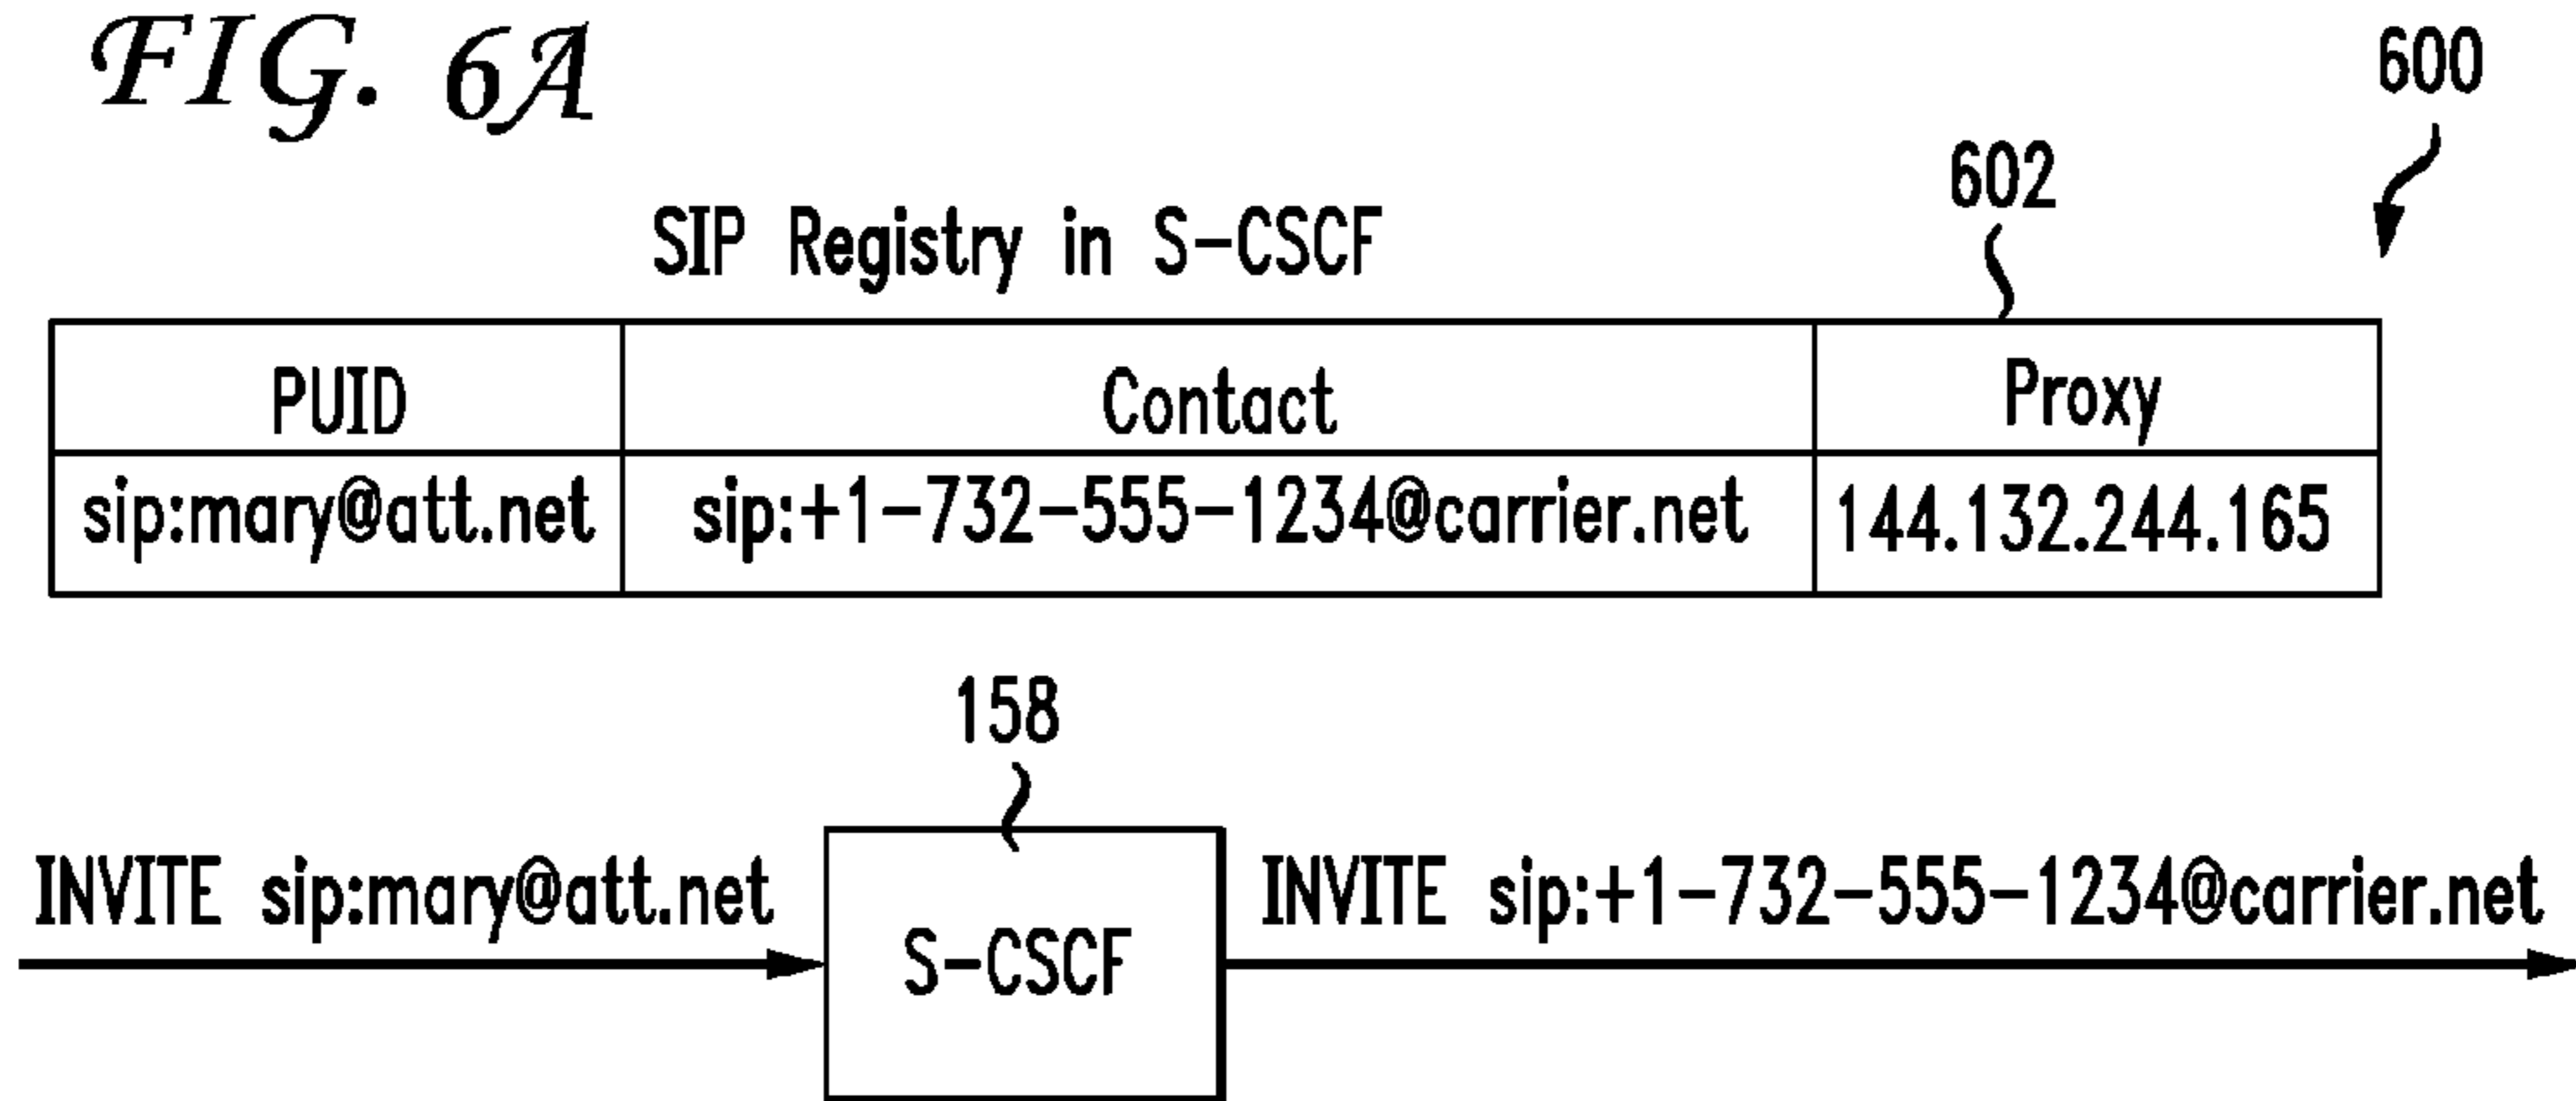 FIG. 6A
600
602
SIP Registry in S-CSCF
PUID Contact Proxy
sip:mary@att.net sip:+1-732-555-1234@carrier.net 144.132.244.165
158
INVITE sip:mary@att.net INVITE sip:+1-732-555-1234@carrier.net
S-CSCF